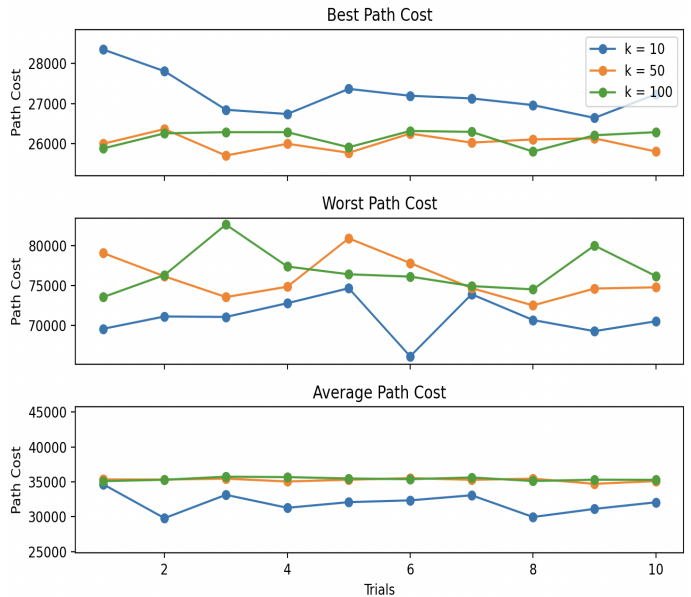 Best Path Cost
Path Cost
28000
27000
26000
k = 10
k = 50
k = 100
Worst Path Cost
Path Cost
80000
75000
70000
Average Path Cost
Path Cost
45000
40000
35000
30000
25000
2 4 6 8 10
Trials